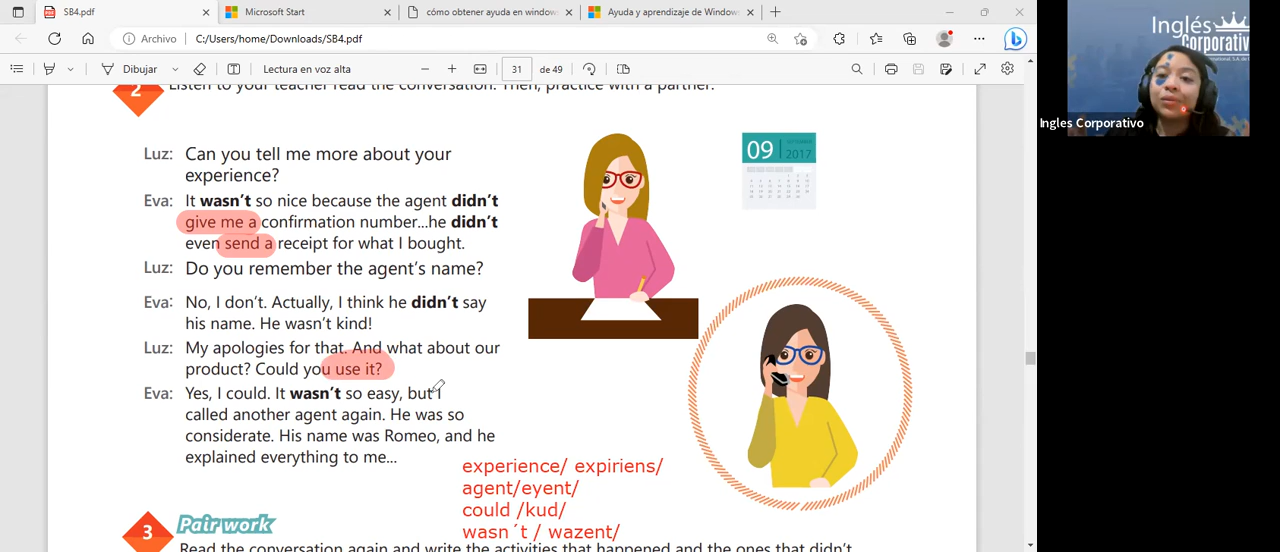 SB4.pdf
Microsoft Start
cómo obtener ayuda en window
Ayuda y aprendizaje de Window
Archivo
C:/Users/home/Downloads/SB4.pdf
Dibujar
Lectura en voz alta
31
de 49
2 Listen to your teacher read the conversation. Then, practice with a partner.
Luz: Can you tell me more about your
experience?
Eva: It wasn't so nice because the agent didn't
give me a confirmation number...he didn't
even send a receipt for what I bought.
Luz: Do you remember the agent's name?
Eva: No, I don't. Actually, I think he didn't say
his name. He wasn't kind!
Luz: My apologies for that. And what about our
product? Could you use it?
Eva: Yes, I could. It wasn't so easy, but I
called another agent again. He was so
considerate. His name was Romeo, and he
explained everything to me...
09
2017
experience/ expiriens/
agent/eyent/
could /kud/
wasn´t / wazent/
3 Pair work
Read the conversation again and write the activities that happened and the ones that didn't
Inglés
Corporativo
Ingles Corporativo